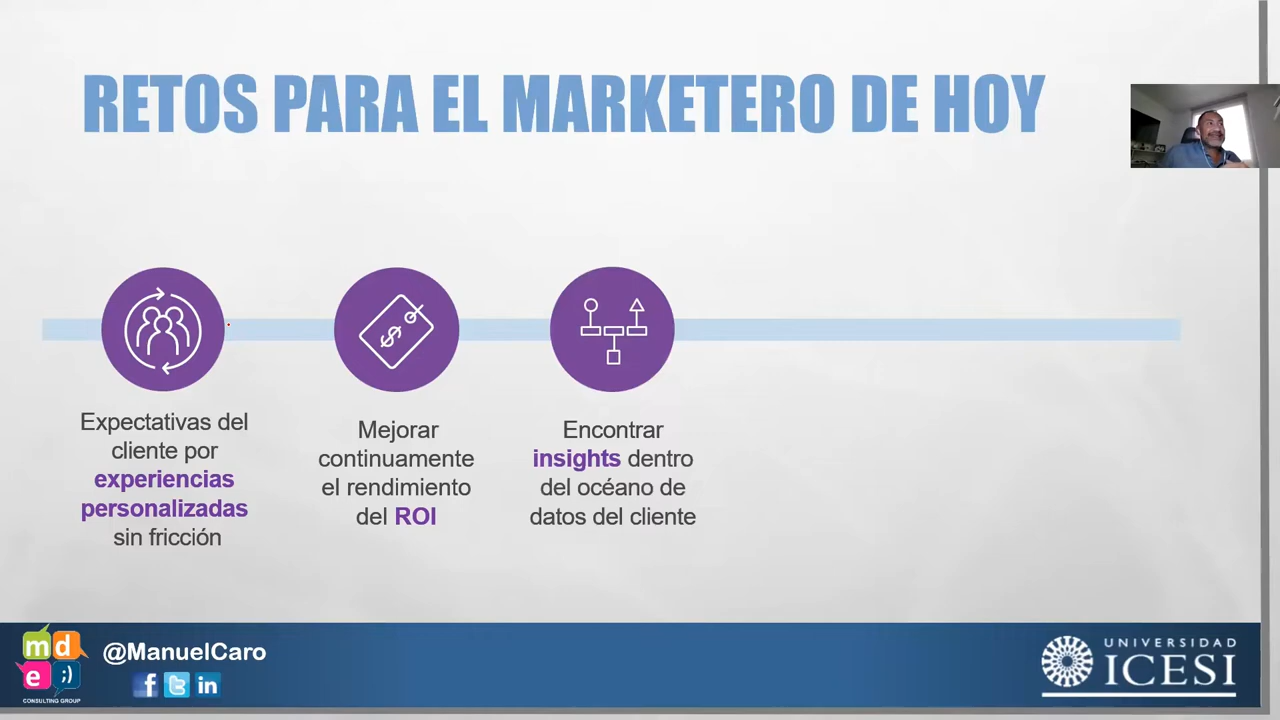 RETOS PARA EL MARKETERO DE HOY
Expectativas del
cliente por
experiencias
personalizadas
sin fricción
Mejorar
continuamente
el rendimiento
del ROI
Encontrar
insights dentro
del océano de
datos del cliente
$
md
e ;)
CONSULTING GROUP
@ManuelCaro
f t in
UNIVERSIDAD
ICESI